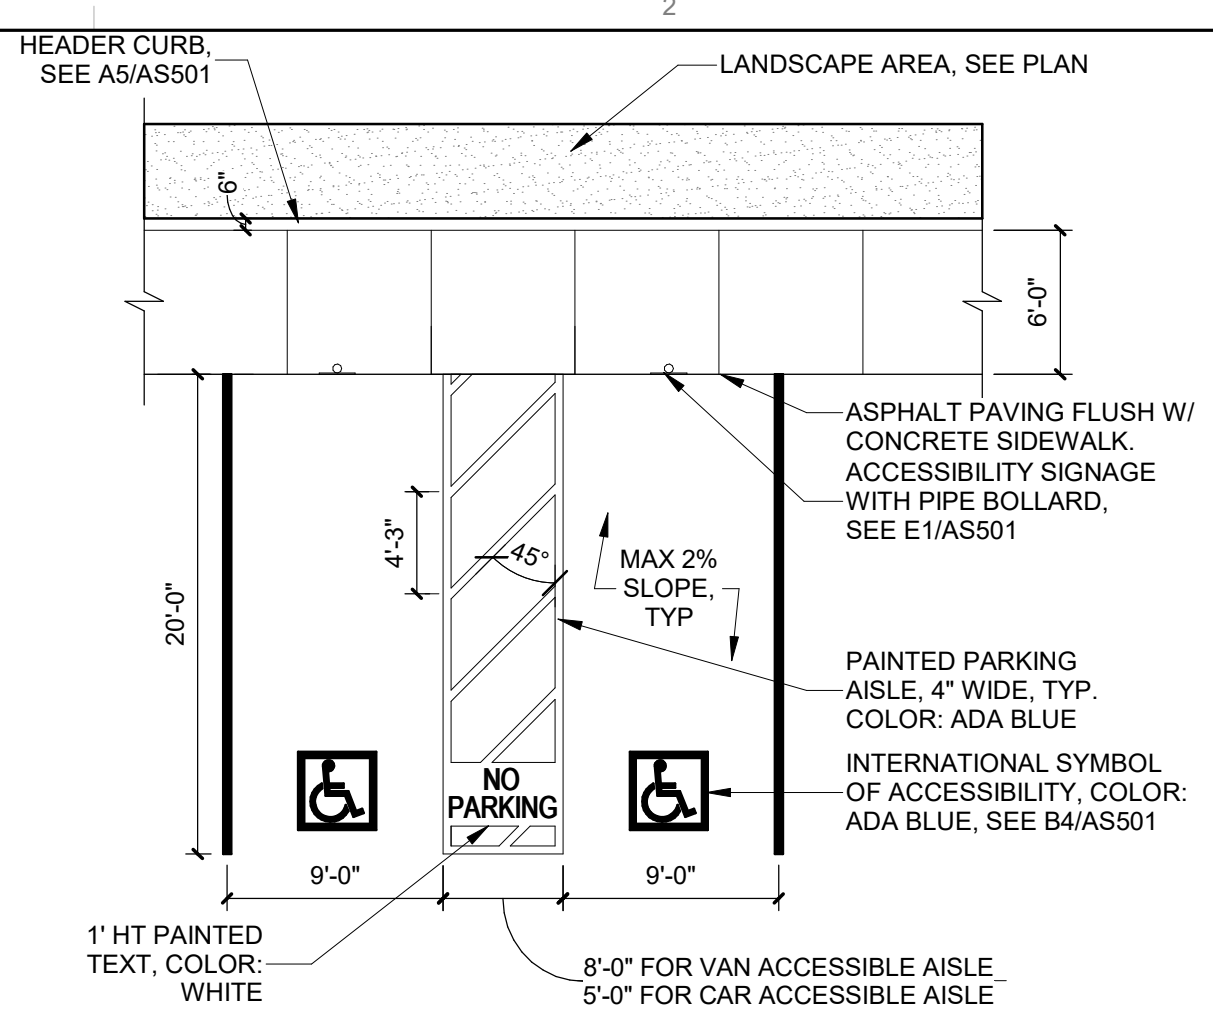 2
HEADER CURB,
SEE A5/AS501
LANDSCAPE AREA, SEE PLAN
6"
6'-0"
ASPHALT PAVING FLUSH W/
CONCRETE SIDEWALK.
ACCESSIBILITY SIGNAGE
WITH PIPE BOLLARD,
SEE E1/AS501
4'-3"
45°
MAX 2%
SLOPE,
TYP
20'-0"
PAINTED PARKING
AISLE, 4" WIDE, TYP.
COLOR: ADA BLUE
INTERNATIONAL SYMBOL
OF ACCESSIBILITY, COLOR:
ADA BLUE, SEE B4/AS501
NO
PARKING
9'-0"
9'-0"
1' HT PAINTED
TEXT, COLOR:
WHITE
8'-0" FOR VAN ACCESSIBLE AISLE
5'-0" FOR CAR ACCESSIBLE AISLE